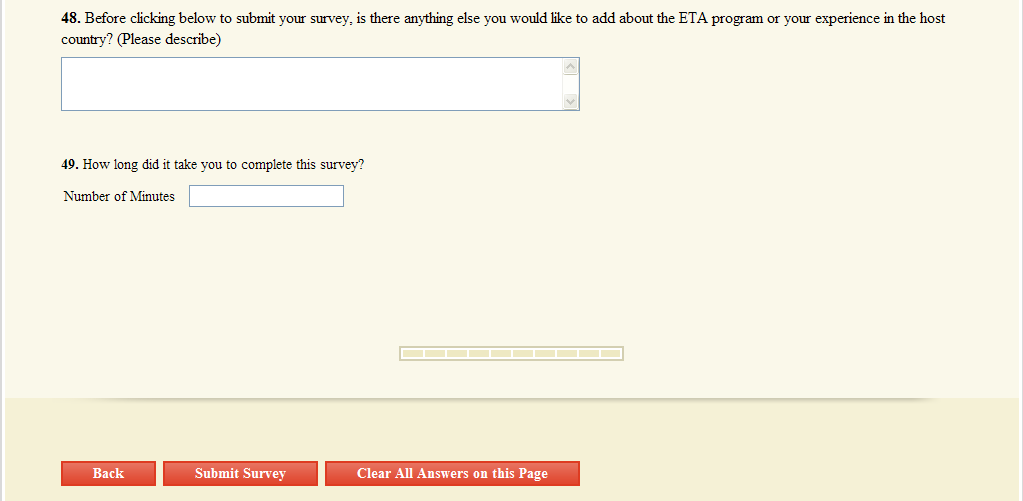 48. Before clicking below to submit your survey, is there anything else you would like to add about the ETA program or your experience in the host
country? (Please describe)
49. How long did it take you to complete this survey?
Number of Minutes
Back Submit Survey Clear All Answers on this Page